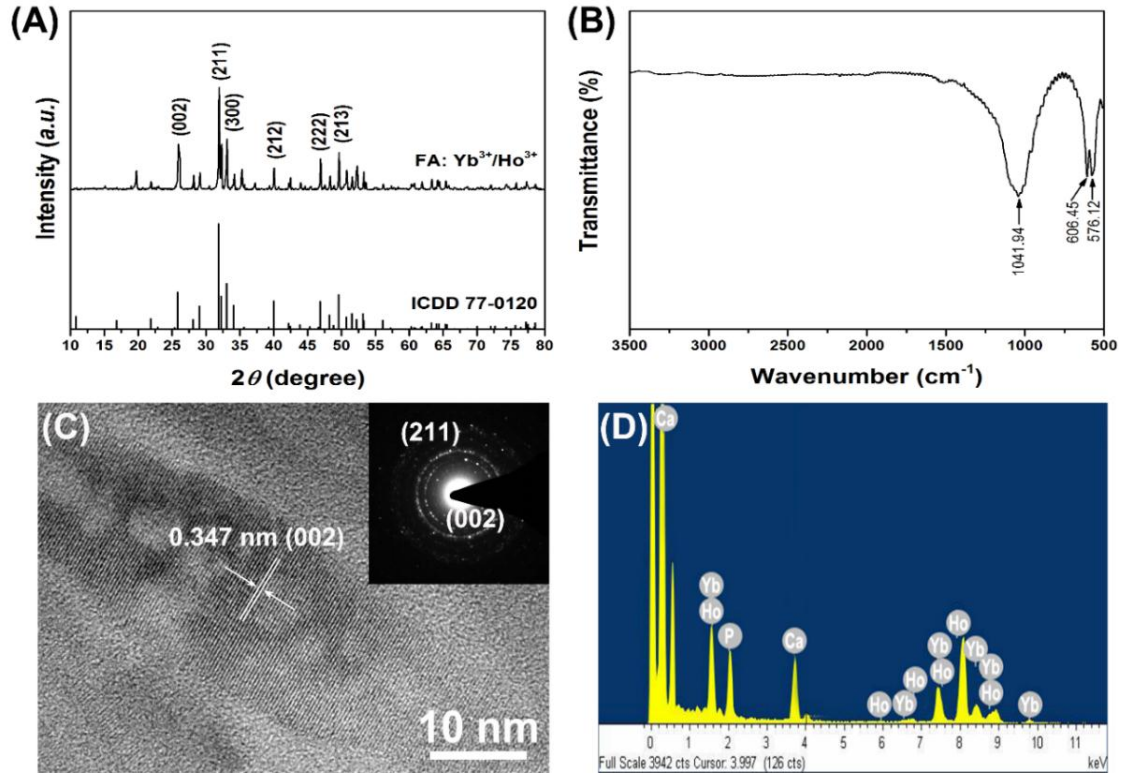 (A)
Intensity (a.u.)
(002)
(211)
(300)
(212)
(222)
(213)
FA: Yb³⁺/Ho³⁺
ICDD 77-0120
10 15 20 25 30 35 40 45 50 55 60 65 70 75 80
2θ (degree)
(B)
Transmittance (%)
1041.94
606.45
576.12
3500 3000 2500 2000 1500 1000 500
Wavenumber (cm⁻¹)
(C)
(211)
(002)
0.347 nm (002)
10 nm
(D)
Ca
Yb
Ho
P
Ca
Ho
Yb
Ho
Yb
Ho
Ho
Yb
Yb
Ho
Yb
0 1 2 3 4 5 6 7 8 9 10 11
Full Scale 3942 cts Cursor: 3.997 (126 cts) keV